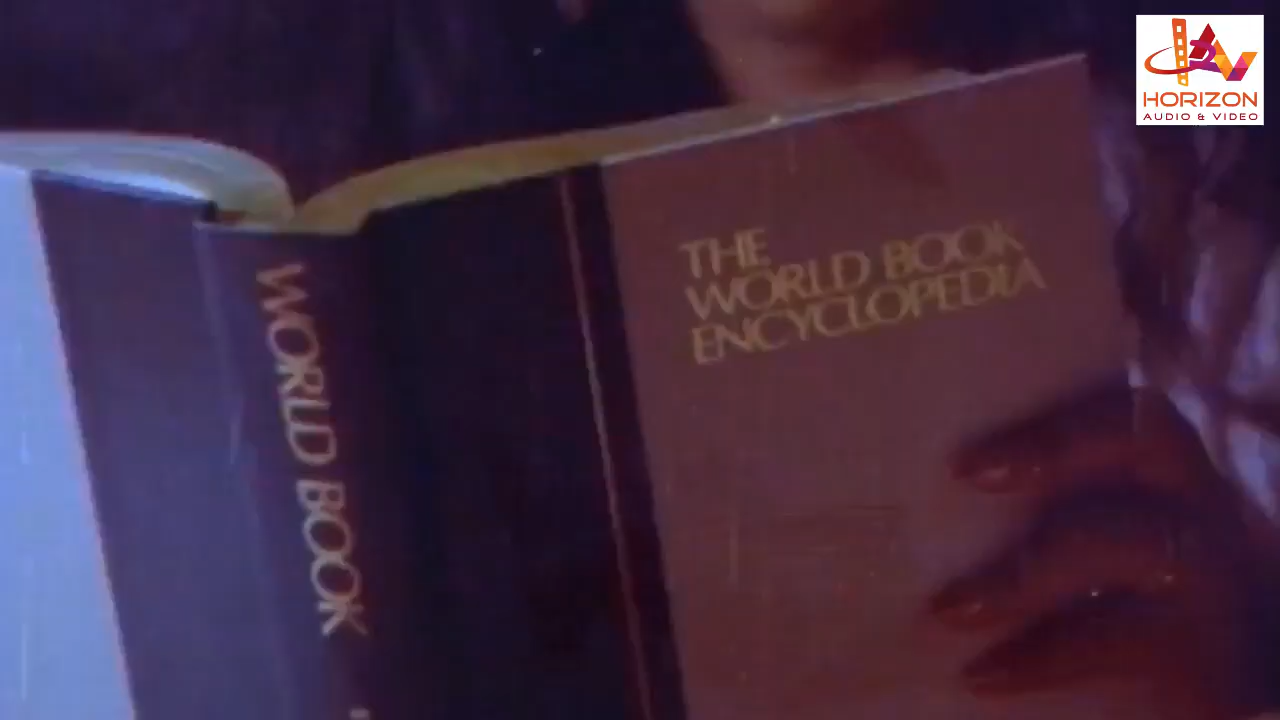 THE
WORLD BOOK
ENCYCLOPEDIA
WORLD BOOK
HORIZON
AUDIO & VIDEO